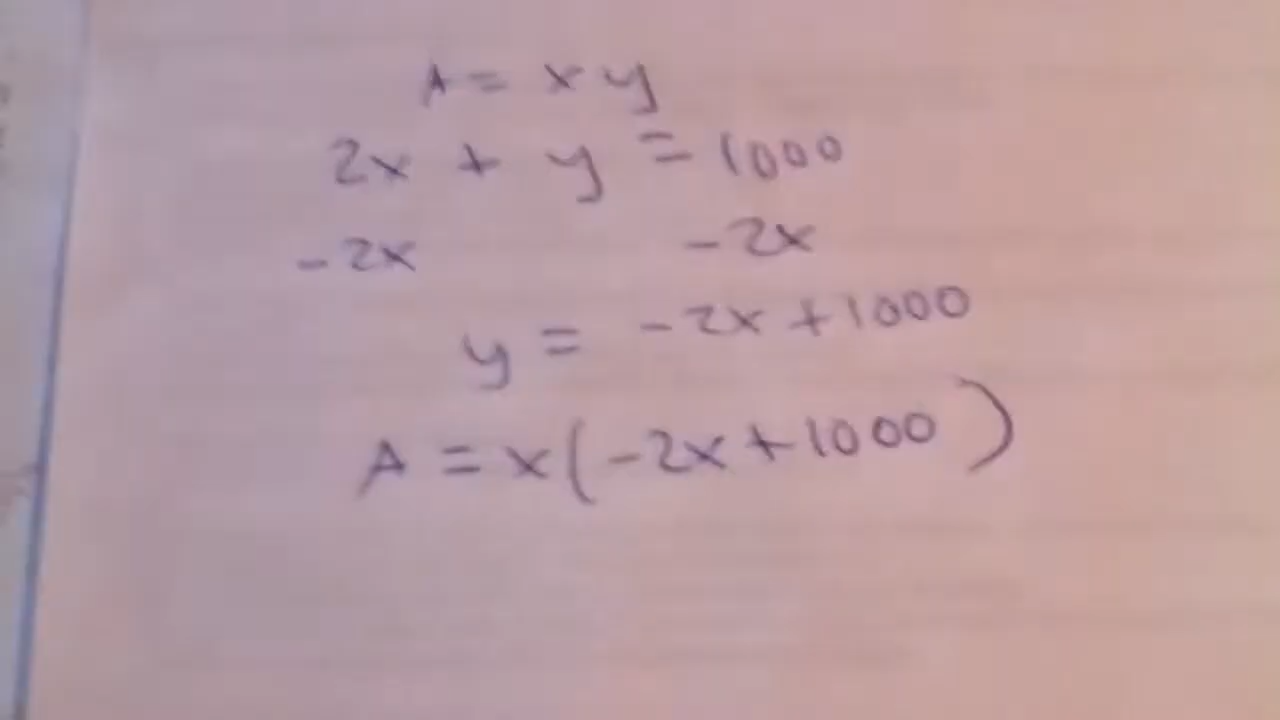 A = xy
2x + y = 1000
-2x -2x
y = -2x + 1000
A = x(-2x + 1000)